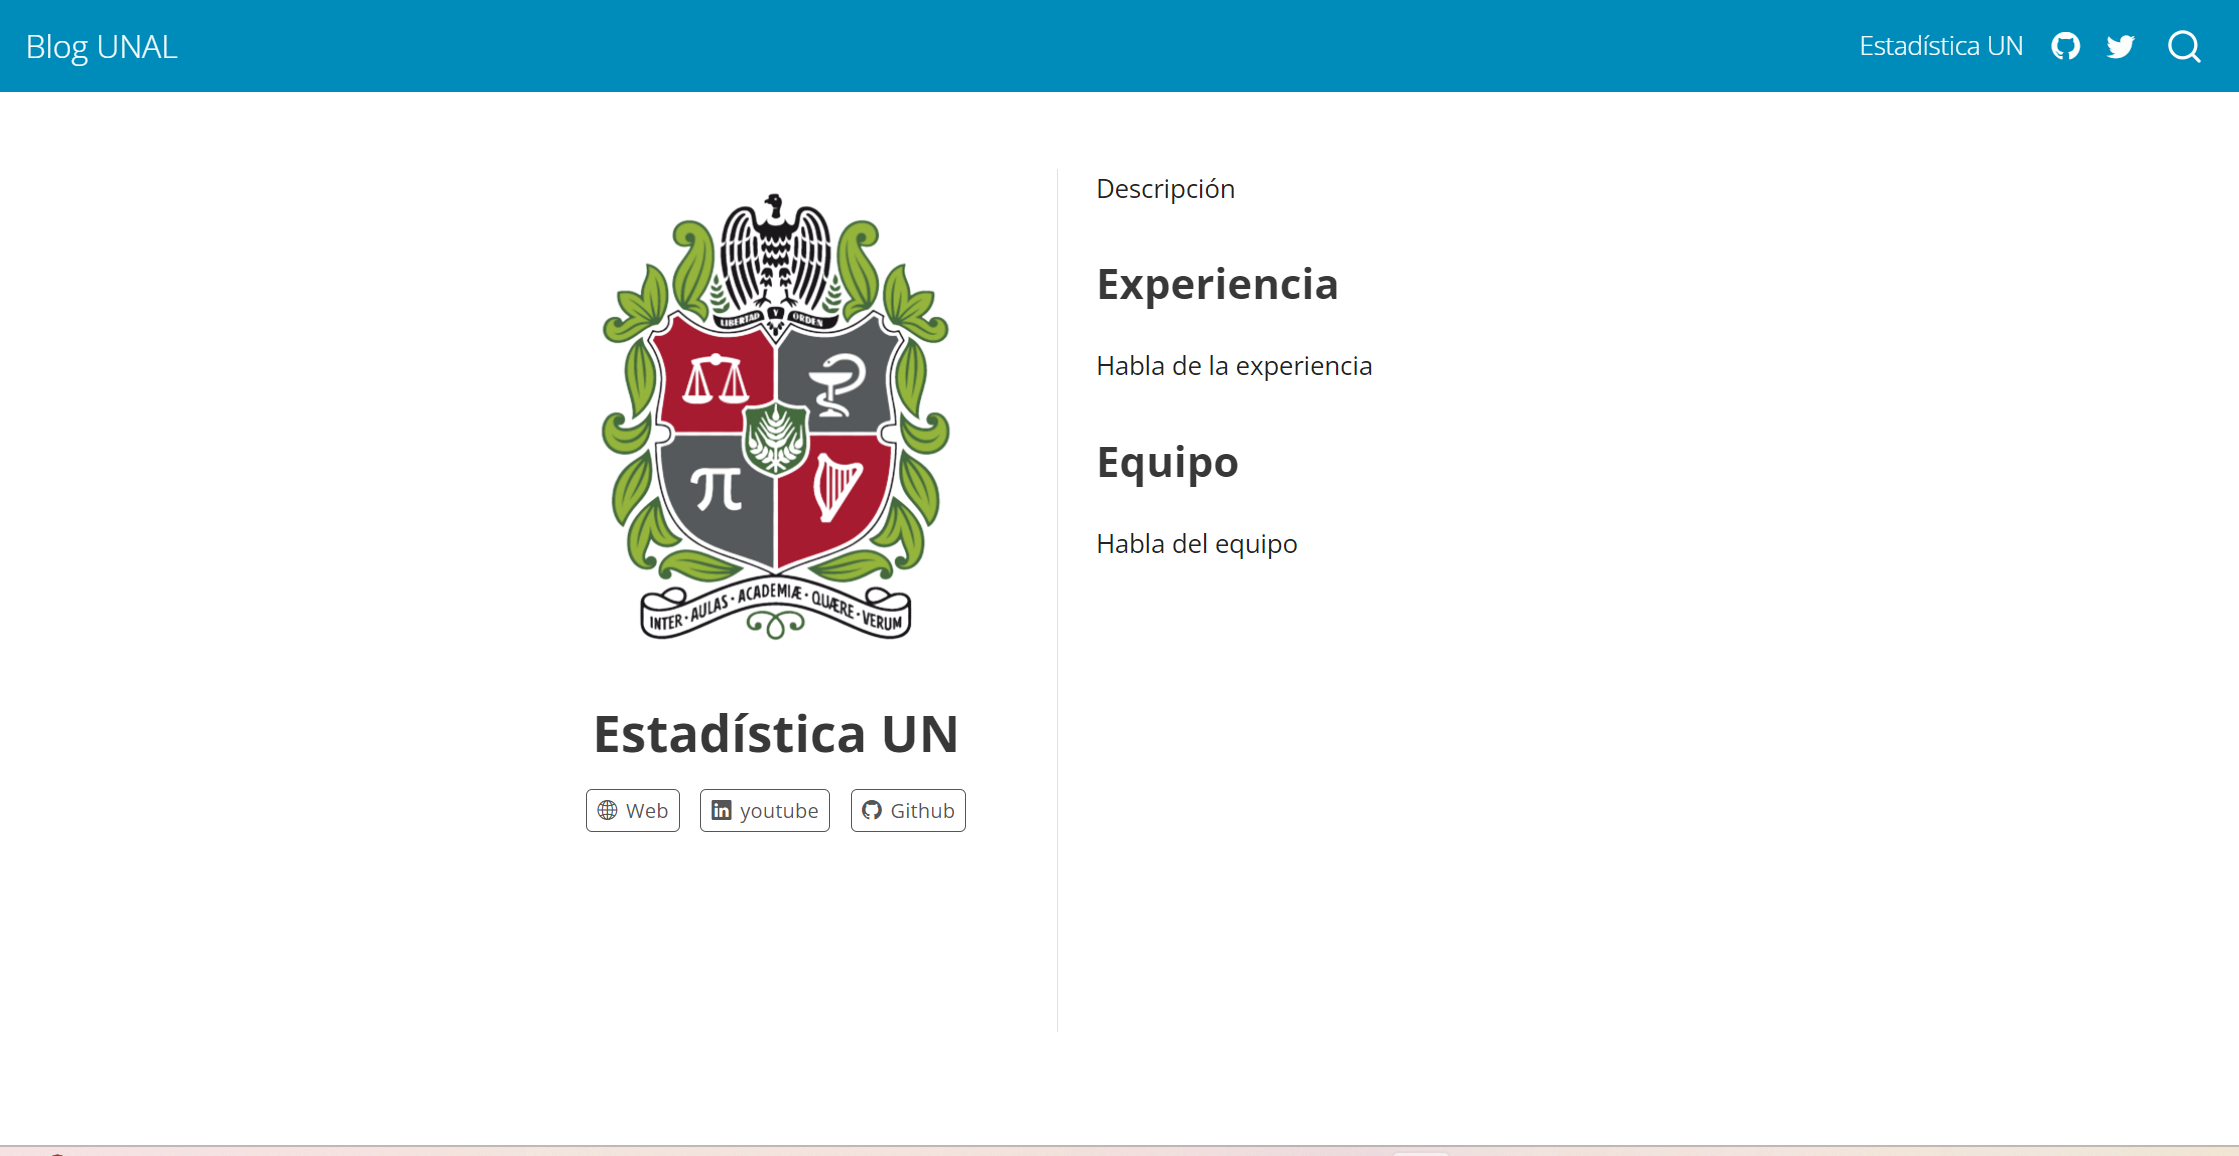 Blog UNAL
Estadística UN
LIBERTAD Y ORDEN
π
INTER · AULAS · ACADEMIÆ · QUÆRE · VERUM
Estadística UN
Web
youtube
Github
Descripción
Experiencia
Habla de la experiencia
Equipo
Habla del equipo